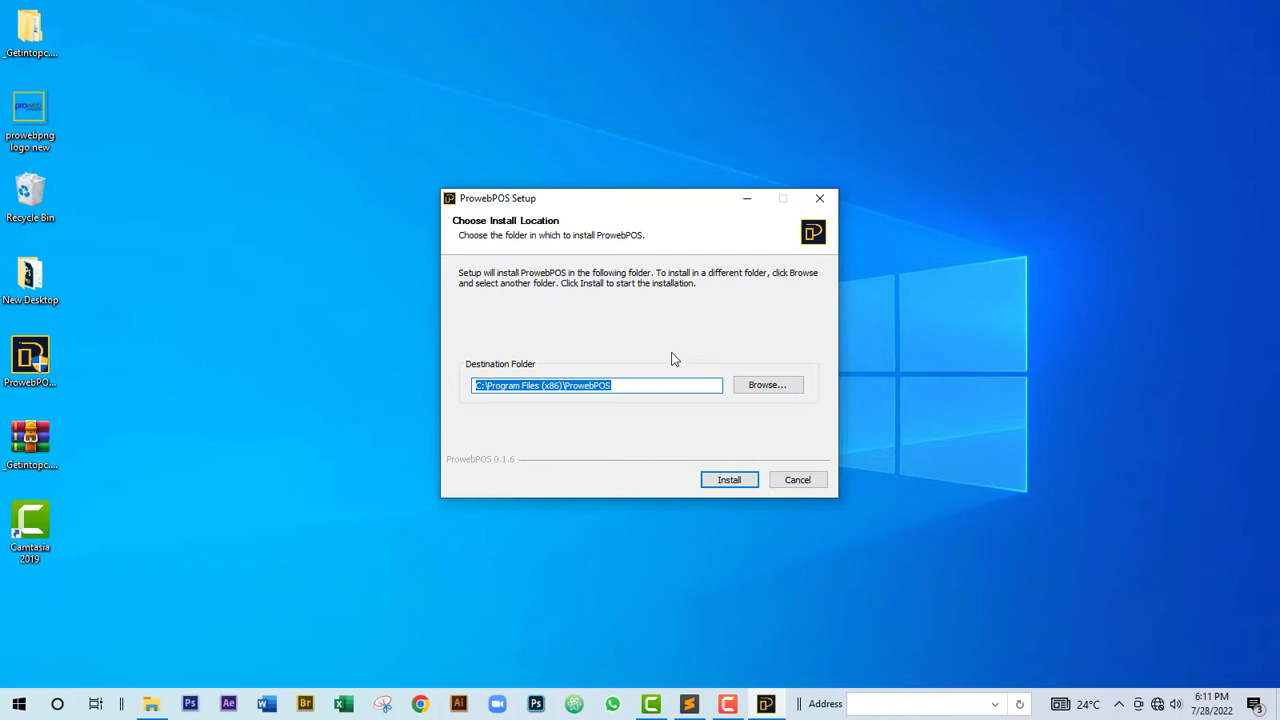 _Getintopc....
proweb
prowebpng
logo new
Recycle Bin
New Desktop
ProwebPO...
_Getintopc....
Camtasia
2019
ProwebPOS Setup
Choose Install Location
Choose the folder in which to install ProwebPOS.
Setup will install ProwebPOS in the following folder. To install in a different folder, click Browse
and select another folder. Click Install to start the installation.
Destination Folder
C:\Program Files (x86)\ProwebPOS
Browse...
ProwebPOS 0.1.6
Install
Cancel
Address
24°C
6:11 PM
7/28/2022
3